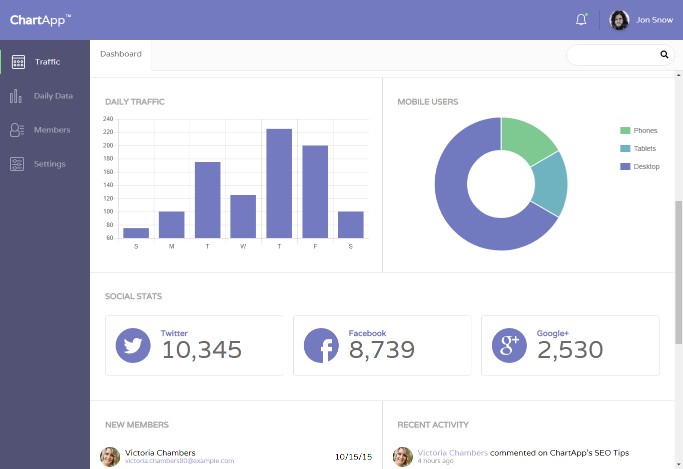 ChartApp™
Jon Snow
Traffic
Daily Data
Members
Settings
Dashboard
DAILY TRAFFIC
240
220
200
180
160
140
120
100
80
60
S M T W T F S
MOBILE USERS
Phones
Tablets
Desktop
SOCIAL STATS
Twitter
10,345
Facebook
8,739
Google+
2,530
NEW MEMBERS
Victoria Chambers
victoria.chambers80@example.com
10/15/15
RECENT ACTIVITY
Victoria Chambers commented on ChartApp's SEO Tips
4 hours ago